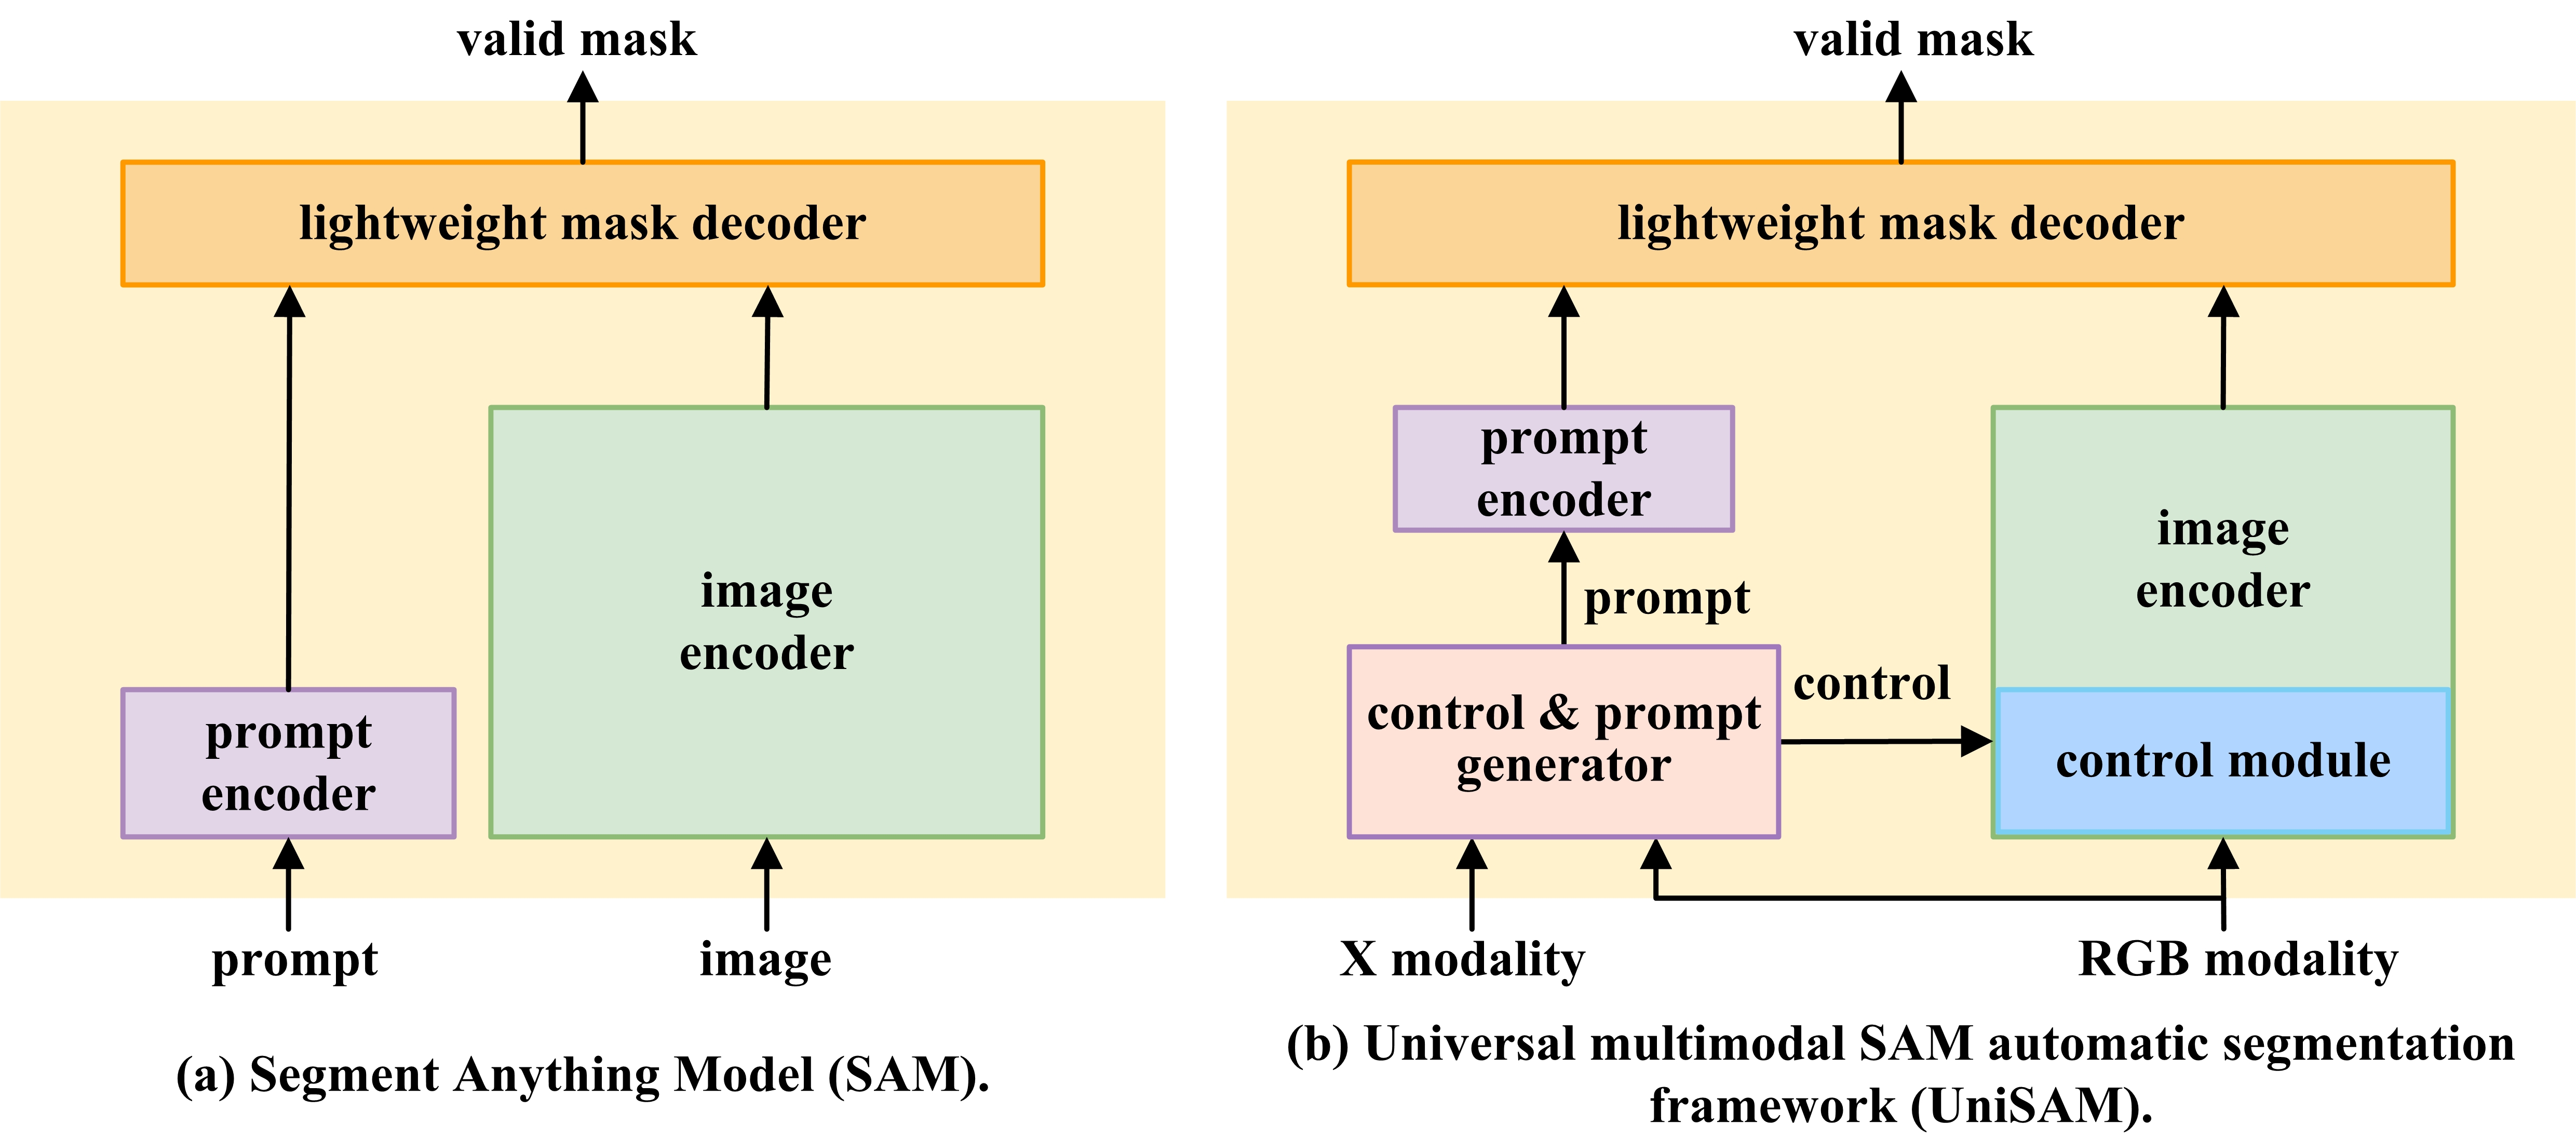 valid mask
lightweight mask decoder
image
encoder
prompt
encoder
prompt
image
(a) Segment Anything Model (SAM).
valid mask
lightweight mask decoder
prompt
encoder
image
encoder
prompt
control & prompt
generator
control
control module
X modality
RGB modality
(b) Universal multimodal SAM automatic segmentation
framework (UniSAM).